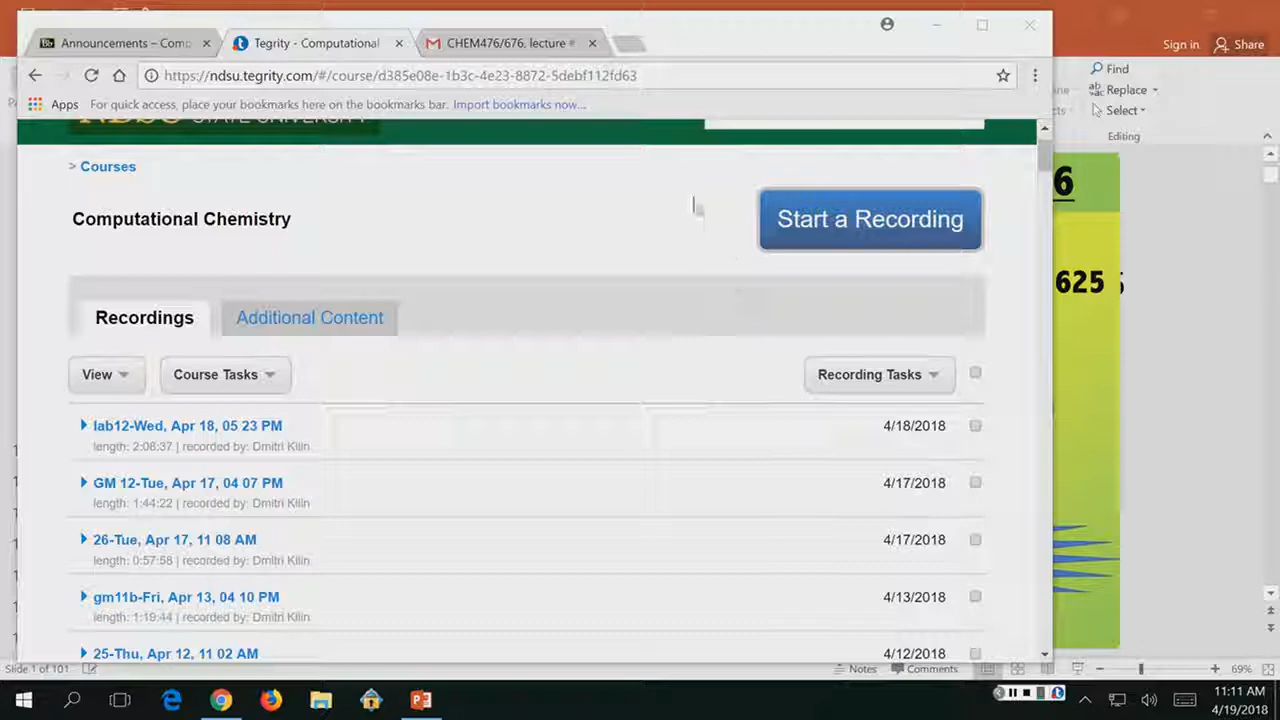 Announcements – Comp
Tegrity - Computational
CHEM476/676, lecture #
https://ndsu.tegrity.com/#/course/d385e08e-1b3c-4e23-8872-5debf112fd63
Apps
For quick access, place your bookmarks here on the bookmarks bar. Import bookmarks now...
NDSU STATE UNIVERSITY
> Courses
Computational Chemistry
Start a Recording
Recordings
Additional Content
View
Course Tasks
Recording Tasks
lab12-Wed, Apr 18, 05 23 PM
4/18/2018
length: 2:08:37 | recorded by: Dmitri Kilin
GM 12-Tue, Apr 17, 04 07 PM
4/17/2018
length: 1:44:22 | recorded by: Dmitri Kilin
26-Tue, Apr 17, 11 08 AM
4/17/2018
length: 0:57:58 | recorded by: Dmitri Kilin
gm11b-Fri, Apr 13, 04 10 PM
4/13/2018
length: 1:19:44 | recorded by: Dmitri Kilin
25-Thu, Apr 12, 11 02 AM
4/12/2018
Sign in
Share
Find
Replace
Select
Editing
6
625
Slide 1 of 101
Notes
Comments
69%
11:11 AM
4/19/2018